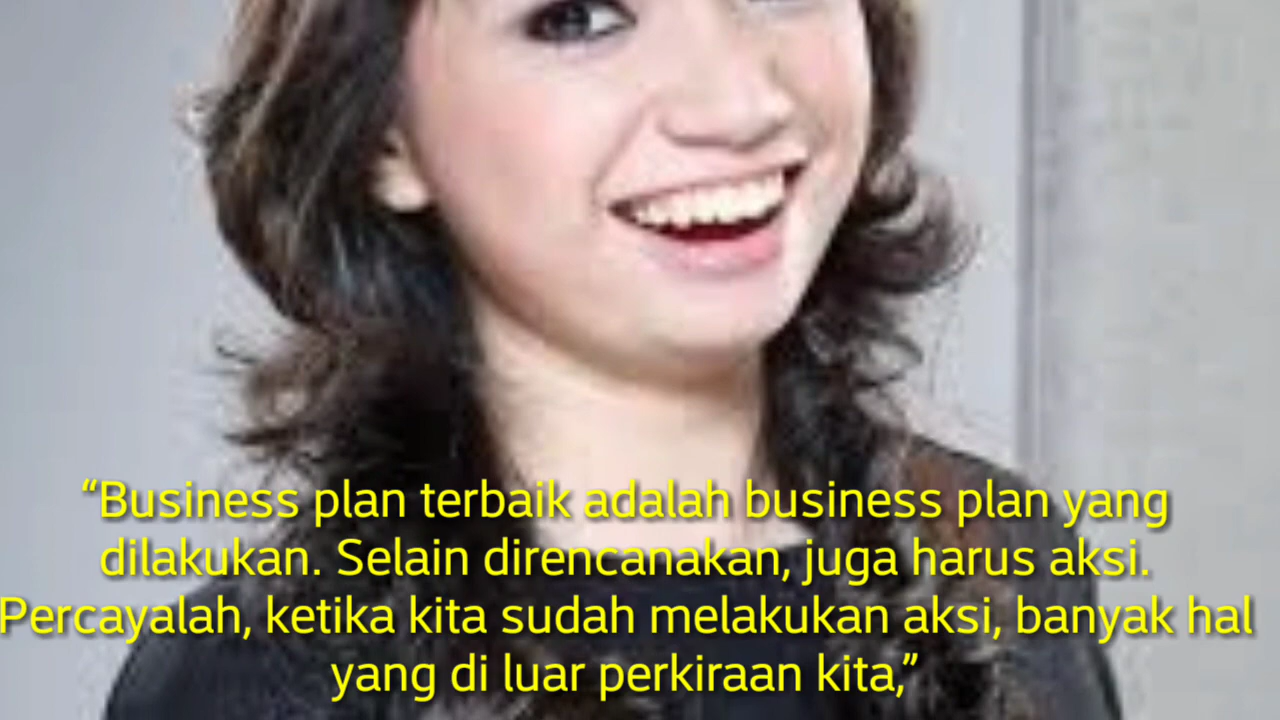 “Business plan terbaik adalah business plan yang
dilakukan. Selain direncanakan, juga harus aksi.
Percayalah, ketika kita sudah melakukan aksi, banyak hal
yang di luar perkiraan kita,”